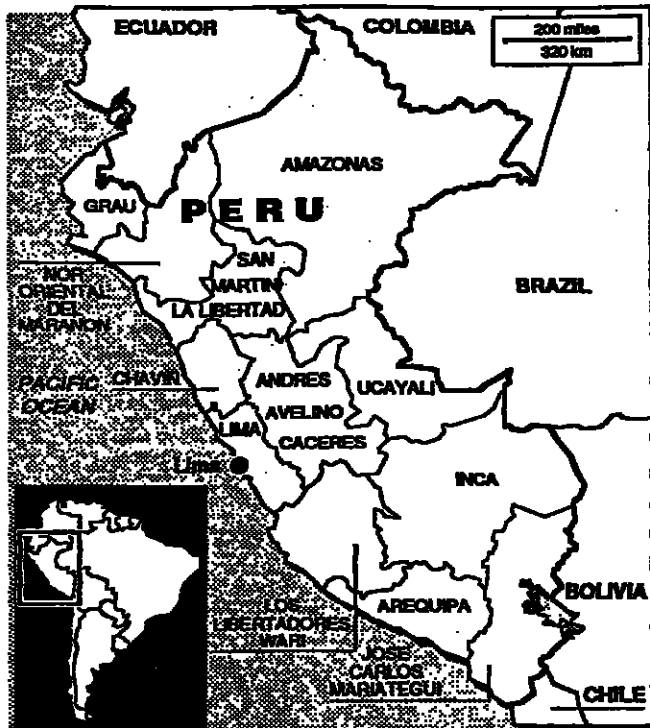 ECUADOR
COLOMBIA
200 miles
320 km
AMAZONAS
GRAU
PERU
NOR
ORIENTAL
DEL
MARAÑON
SAN
MARTIN
LA LIBERTAD
BRAZIL
PACIFIC
OCEAN
CHAVIN
ANDRES
AVELINO
CACERES
UCAYALI
LIMA
Lima
INCA
LOS
LIBERTADORES
WARI
AREQUIPA
BOLIVIA
JOSE
CARLOS
MARIATEGUI
CHILE